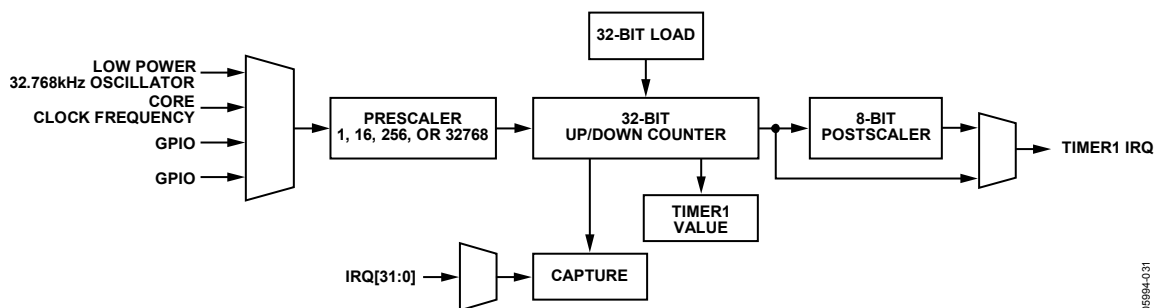 32-BIT LOAD
LOW POWER
32.768kHz OSCILLATOR
CORE
CLOCK FREQUENCY
GPIO
GPIO
PRESCALER
1, 16, 256, OR 32768
32-BIT
UP/DOWN COUNTER
8-BIT
POSTSCALER
TIMER1 IRQ
TIMER1
VALUE
IRQ[31:0]
CAPTURE
05994-031